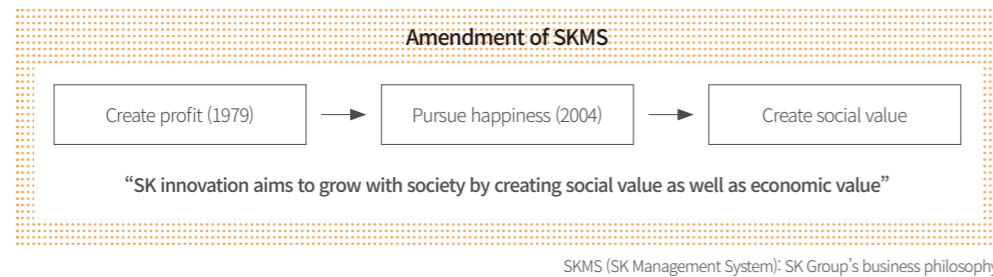 Amendment of SKMS
Create profit (1979)
Pursue happiness (2004)
Create social value
“SK innovation aims to grow with society by creating social value as well as economic value”
SKMS (SK Management System): SK Group’s business philosophy